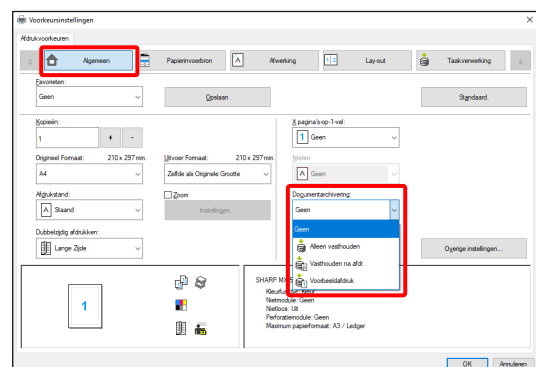 Voorkeursinstellingen
Afdrukvoorkeuren
Algemeen
Papierinvoerbron
Afwerking
Lay-out
Taakverwerking
Favorieten:
Geen
Opslaan
Standaard
Kopieën:
1
+
-
X pagina's-op-1-vel:
1 Geen
Origineel Formaat:
210 x 297 mm.
Uitvoer Formaat:
210 x 297 mm.
Nieten:
A4
Zelfde als Originele Grootte
A Geen
Afdrukstand:
Zoom
Documentarchivering:
A Staand
Instellingen...
Geen
Geen
Dubbelzijdig afdrukken:
Alleen vasthouden
Lange Zijde
Vasthouden na afdr.
Overige instellingen...
Voorbeeldafdruk
1
SHARP
Nietmodule: Geen
Nietloos: Uit
Perforatiemodule: Geen
Maximum papierformaat: A3 / Ledger
OK
Annuleren